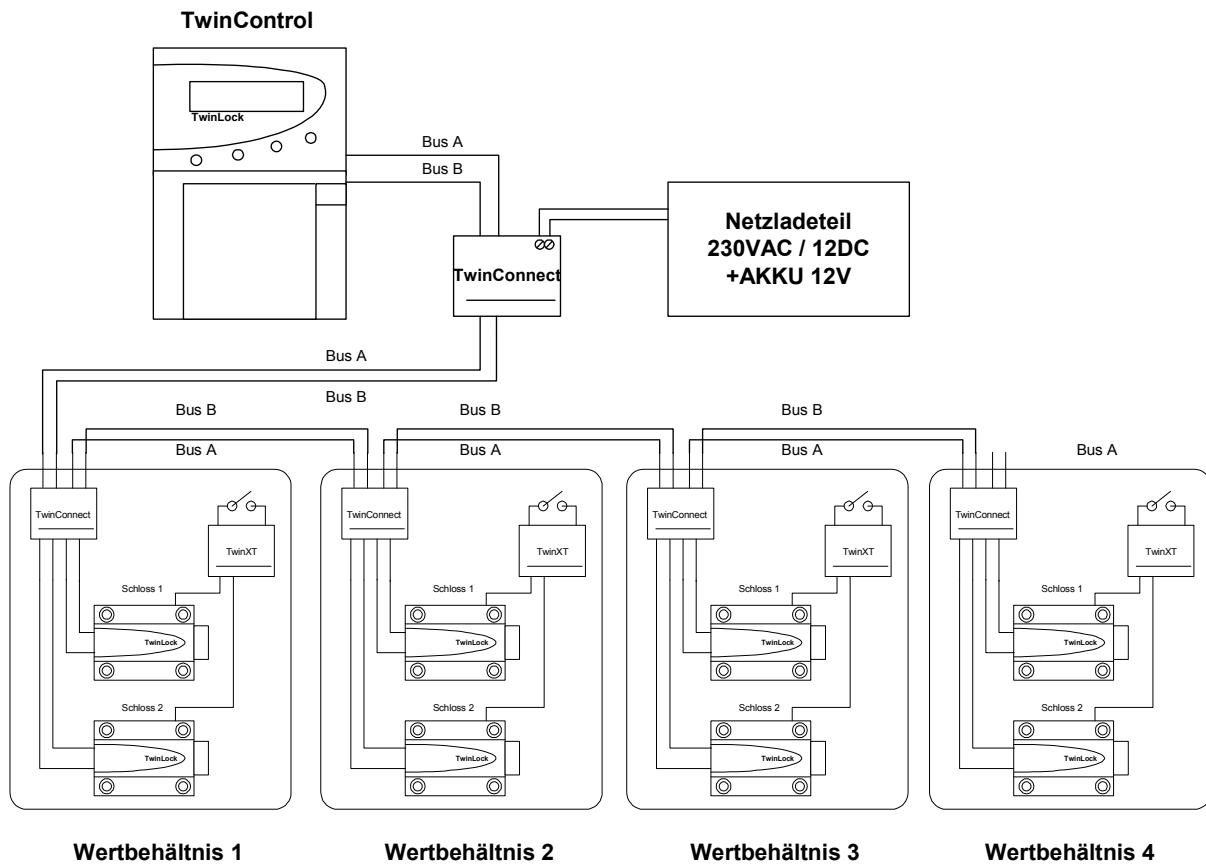 TwinControl
TwinLock
Bus A
Bus B
Netzladeteil
230VAC / 12DC
+AKKU 12V
TwinConnect
Bus A
Bus B
Bus B
Bus B
Bus B
Bus A
Bus A
Bus A
Bus A
TwinConnect
TwinXT
Schloss 1
TwinLock
Schloss 2
TwinLock
TwinConnect
TwinXT
Schloss 1
TwinLock
Schloss 2
TwinLock
TwinConnect
TwinXT
Schloss 1
TwinLock
Schloss 2
TwinLock
TwinConnect
TwinXT
Schloss 1
TwinLock
Schloss 2
TwinLock
Wertbehältnis 1
Wertbehältnis 2
Wertbehältnis 3
Wertbehältnis 4